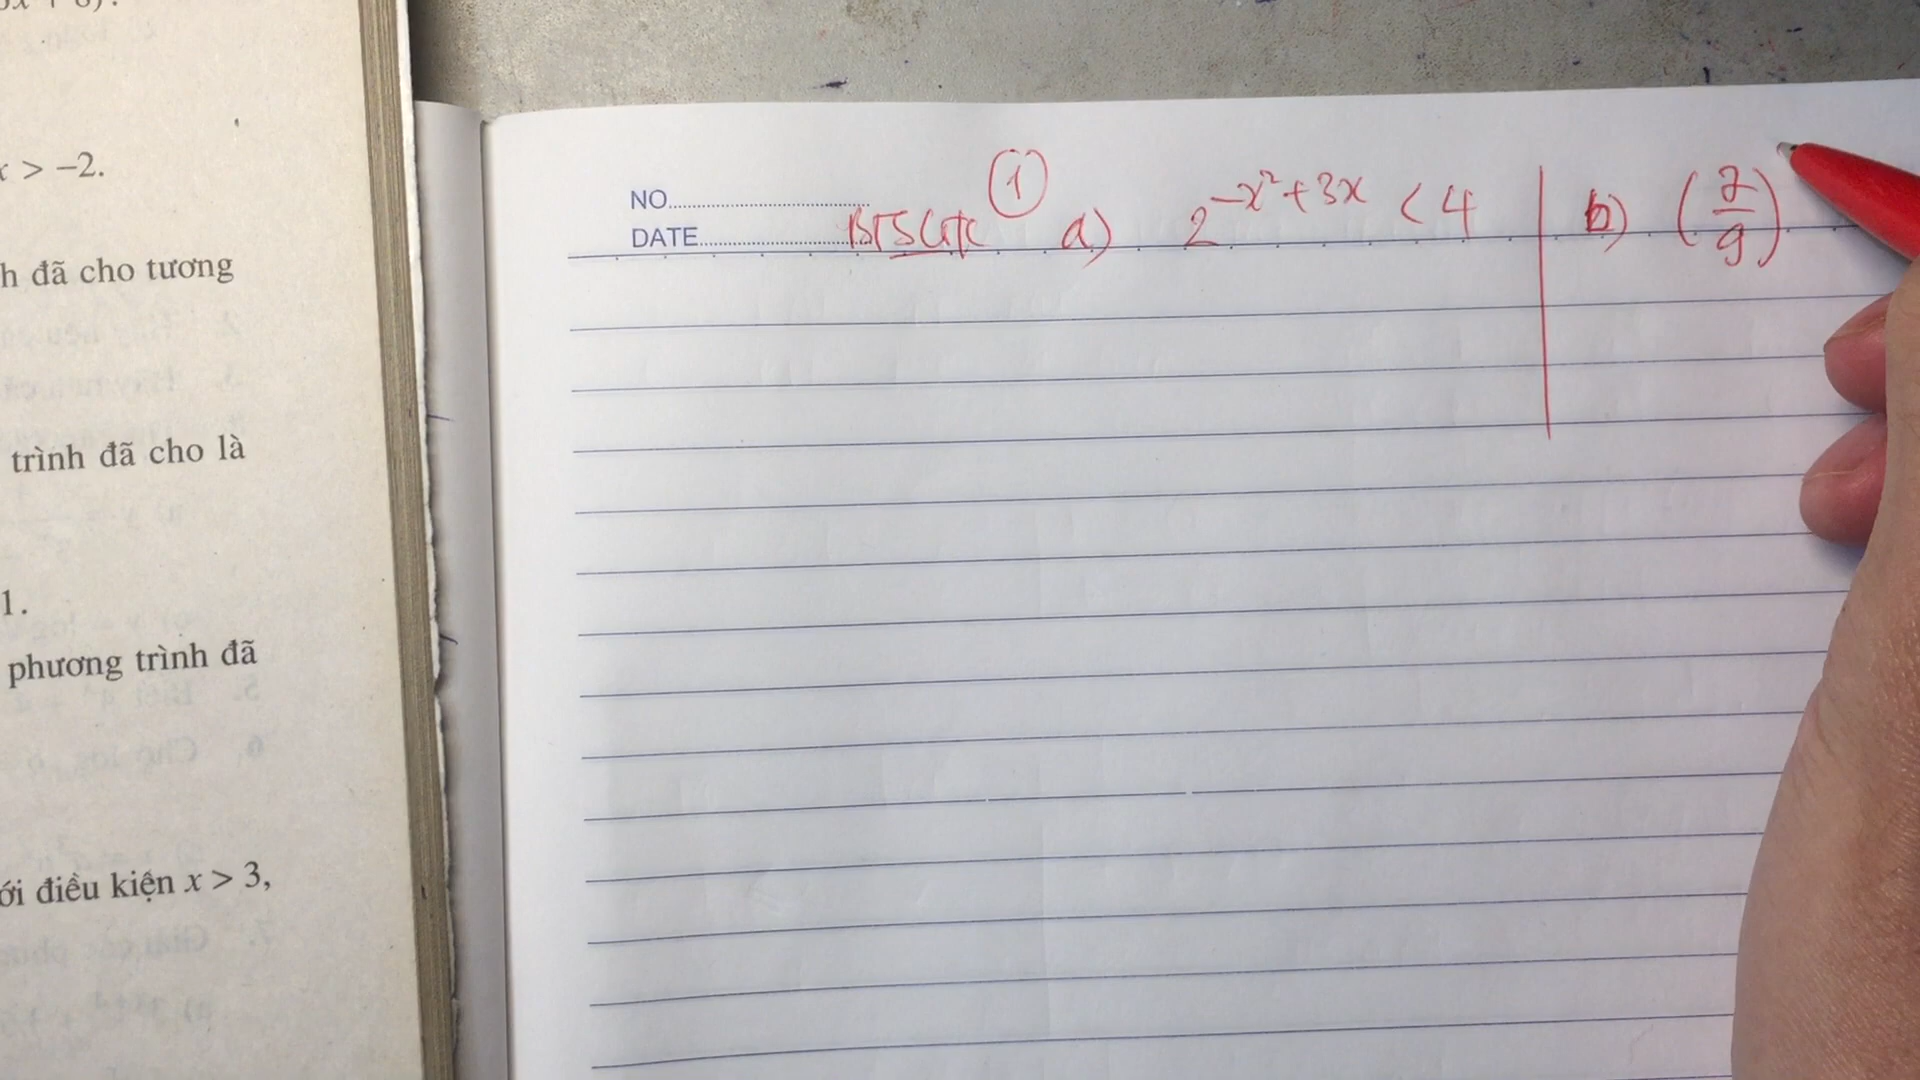 x > −2.
h đã cho tương
trình đã cho là
1.
phương trình đã
ới điều kiện x > 3,
NO
DATE
BTSGK ① a) 2^{-x²+3x} < 4 | b) (7/9)